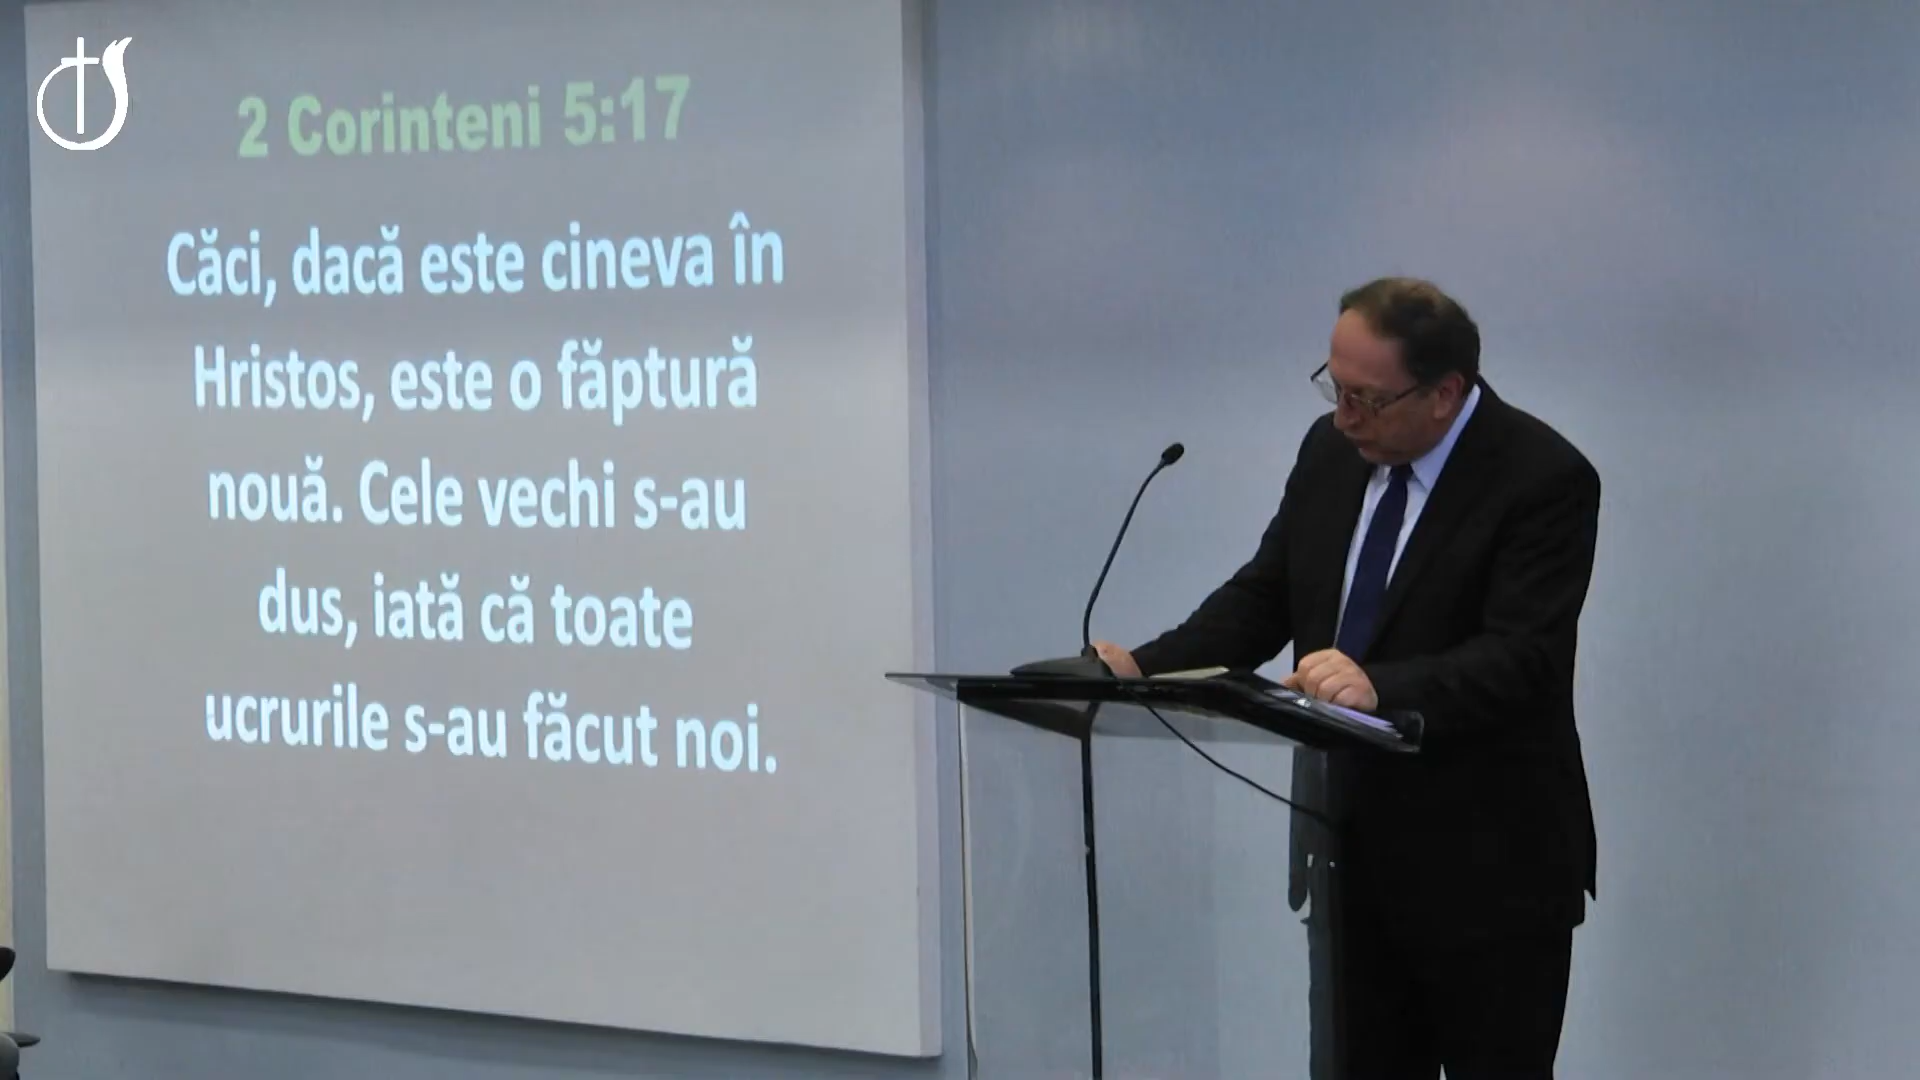 2 Corinteni 5:17
Căci, dacă este cineva în
Hristos, este o făptură
nouă. Cele vechi s-au
dus, iată că toate
ucrurile s-au făcut noi.